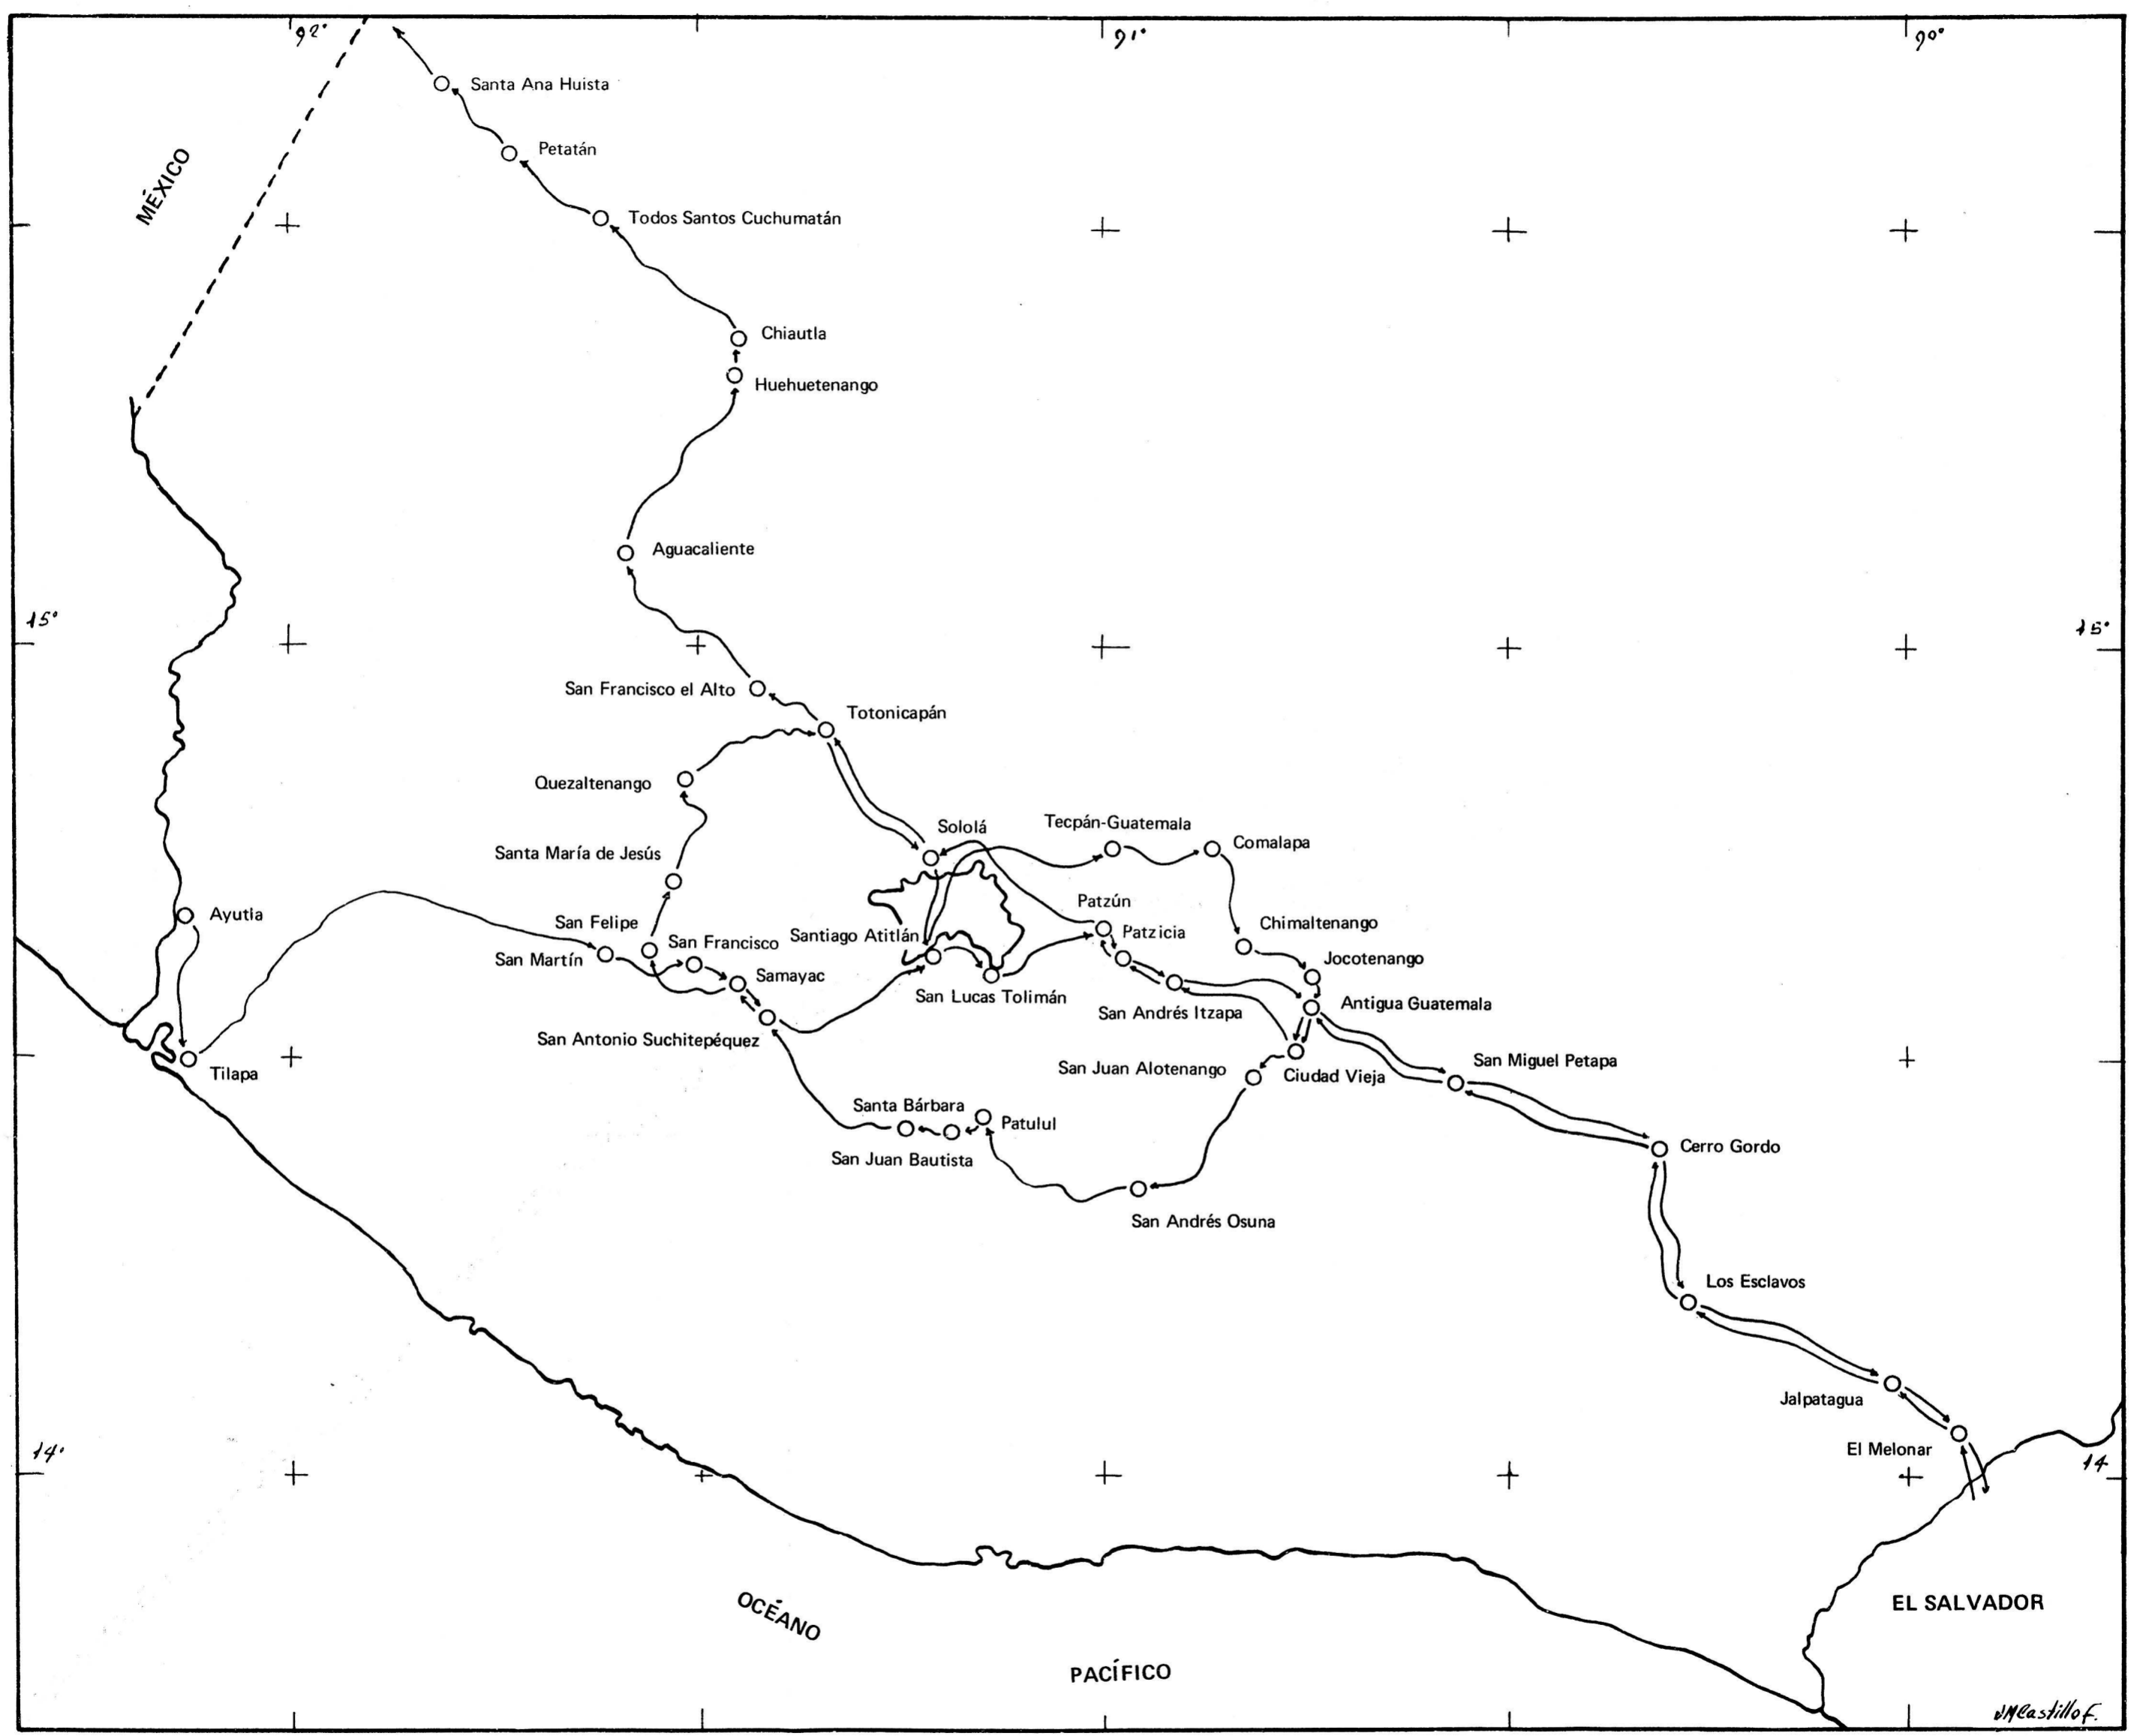 92°
91°
90°
Santa Ana Huista
Petatán
MÉXICO
Todos Santos Cuchumatán
Chiautla
Huehuetenango
Aguacaliente
15°
15°
San Francisco el Alto
Totonicapán
Quezaltenango
Sololá
Tecpán-Guatemala
Comalapa
Santa María de Jesús
Patzún
Ayutla
San Felipe
San Francisco
Santiago Atitlán
Patzicia
Chimaltenango
San Martín
Samayac
Jocotenango
San Lucas Tolimán
San Andrés Itzapa
Antigua Guatemala
San Antonio Suchitepéquez
Tilapa
San Juan Alotenango
Ciudad Vieja
San Miguel Petapa
Santa Bárbara
Patulul
Cerro Gordo
San Juan Bautista
San Andrés Osuna
Los Esclavos
Jalpatagua
El Melonar
14°
14
OCÉANO
PACÍFICO
EL SALVADOR
JMCastilloF.